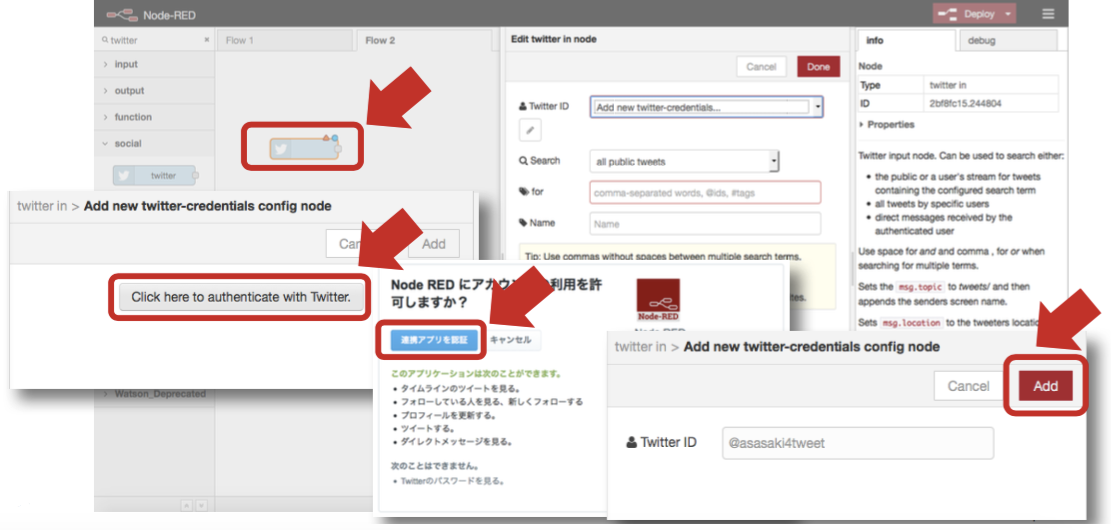 Node-RED
Deploy
twitter
Flow 1
Flow 2
input
output
function
social
twitter
Watson_Deprecated
Edit twitter in node
Cancel
Done
Twitter ID
Add new twitter-credentials...
Search
all public tweets
for
comma-separated words, @ids, #tags
Name
Name
Tip: Use commas without spaces between multiple search terms.
info
debug
Node
Type
twitter in
ID
2bf8fc15.244804
Properties
Twitter input node. Can be used to search either:
the public or a user's stream for tweets
containing the configured search term
all tweets by specific users
direct messages received by the
authenticated user
Use space for and and comma , for or when
searching for multiple terms.
Sets the msg.topic to tweets/ and then
appends the senders screen name.
Sets msg.location to the tweeters
twitter in > Add new twitter-credentials config node
Add
Click here to authenticate with Twitter.
Node RED にアカウントの利用を許
可しますか？
連携アプリを認証
キャンセル
Node-RED
このアプリケーションは次のことができます。
• タイムラインのツイートを見る。
• フォローしている人を見る、新しくフォローする
• プロフィールを更新する。
• ツイートする。
• ダイレクトメッセージを見る。
次のことはできません。
• Twitterのパスワードを見る。
twitter in > Add new twitter-credentials config node
Cancel
Add
Twitter ID
@asasaki4tweet